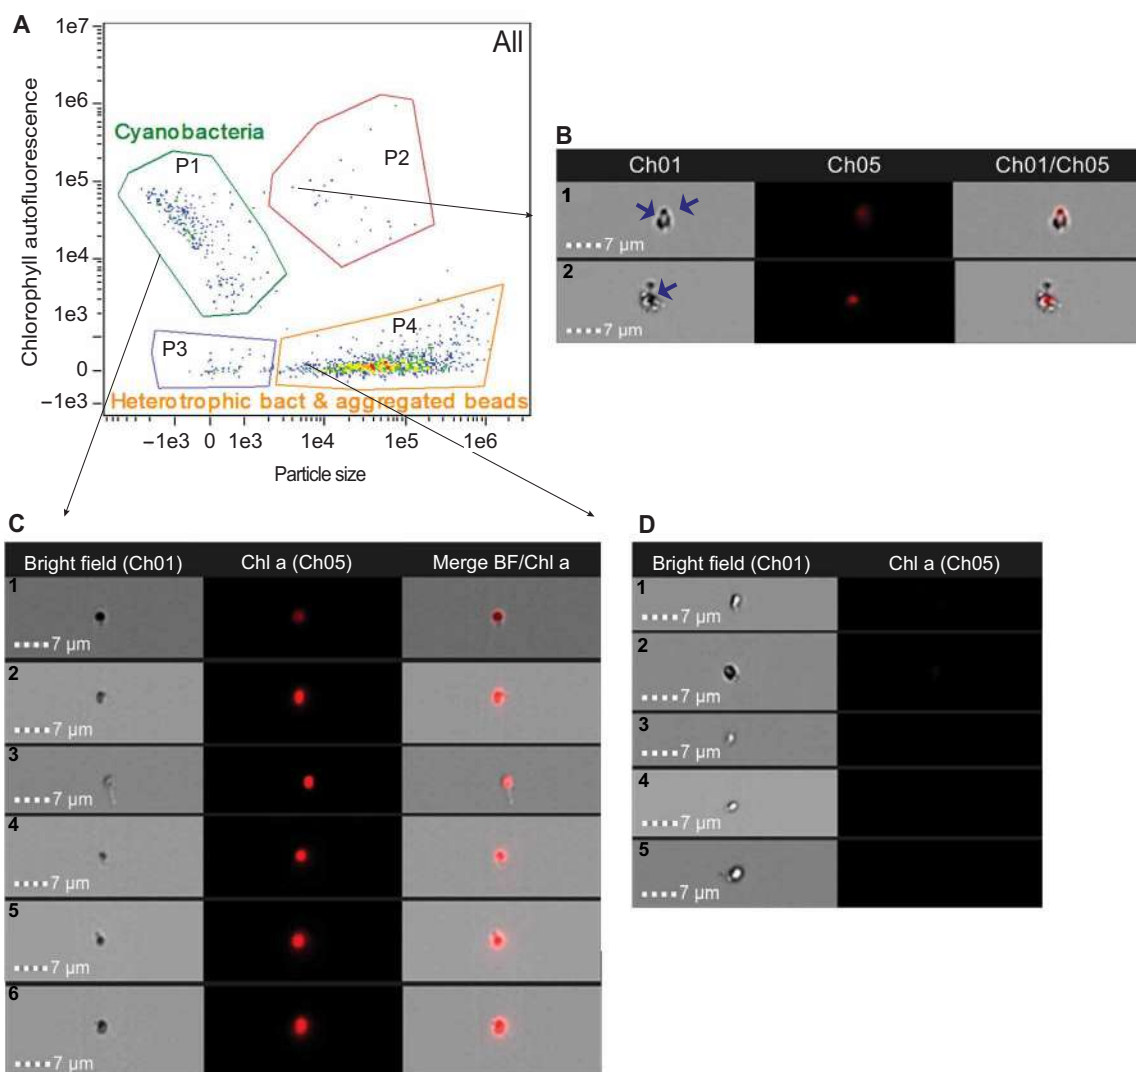 A
All
1e7
1e6
1e5
1e4
1e3
0
−1e3
Chlorophyll autofluorescence
Cyanobacteria
P1
P2
P3
P4
Heterotrophic bact & aggregated beads
−1e3 0 1e3 1e4 1e5 1e6
Particle size
B
Ch01 Ch05 Ch01/Ch05
1
7 µm
2
7 µm
C
Bright field (Ch01) Chl a (Ch05) Merge BF/Chl a
1
7 µm
2
7 µm
3
7 µm
4
7 µm
5
7 µm
6
7 µm
D
Bright field (Ch01) Chl a (Ch05)
1
7 µm
2
7 µm
3
7 µm
4
7 µm
5
7 µm